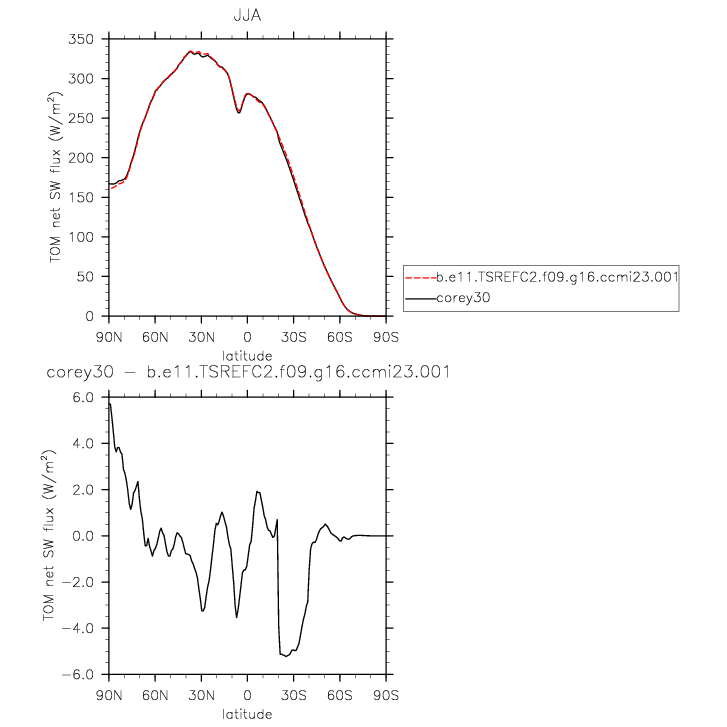 JJA
350
300
250
200
150
100
50
0
TOM net SW flux (W/m²)
90N 60N 30N 0 30S 60S 90S
latitude
b.e11.TSREFC2.f09.g16.ccmi23.001
corey30
corey30 – b.e11.TSREFC2.f09.g16.ccmi23.001
6.0
4.0
2.0
0.0
−2.0
−4.0
−6.0
TOM net SW flux (W/m²)
90N 60N 30N 0 30S 60S 90S
latitude